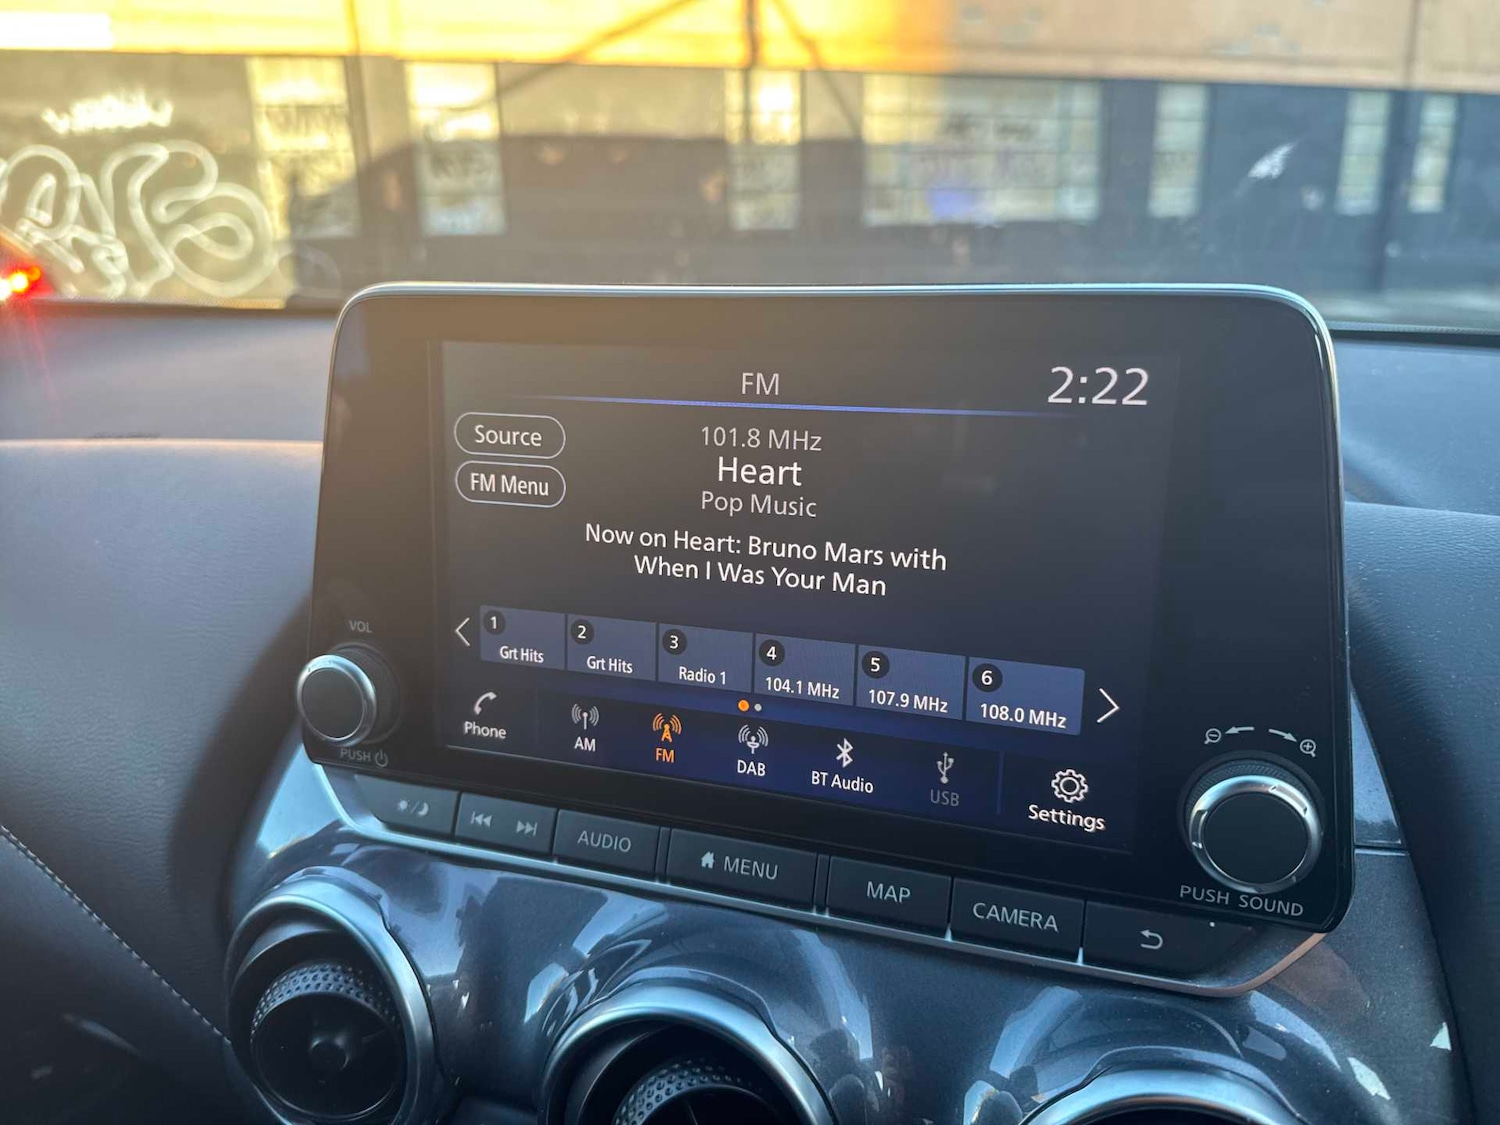 FM
2:22
Source
101.8 MHz
Heart
FM Menu
Pop Music
Now on Heart: Bruno Mars with
When I Was Your Man
1
Grt Hits
2
Grt Hits
3
Radio 1
4
104.1 MHz
5
107.9 MHz
6
108.0 MHz
Phone
AM
FM
DAB
BT Audio
USB
Settings
VOL
PUSH
AUDIO
MENU
MAP
CAMERA
PUSH SOUND